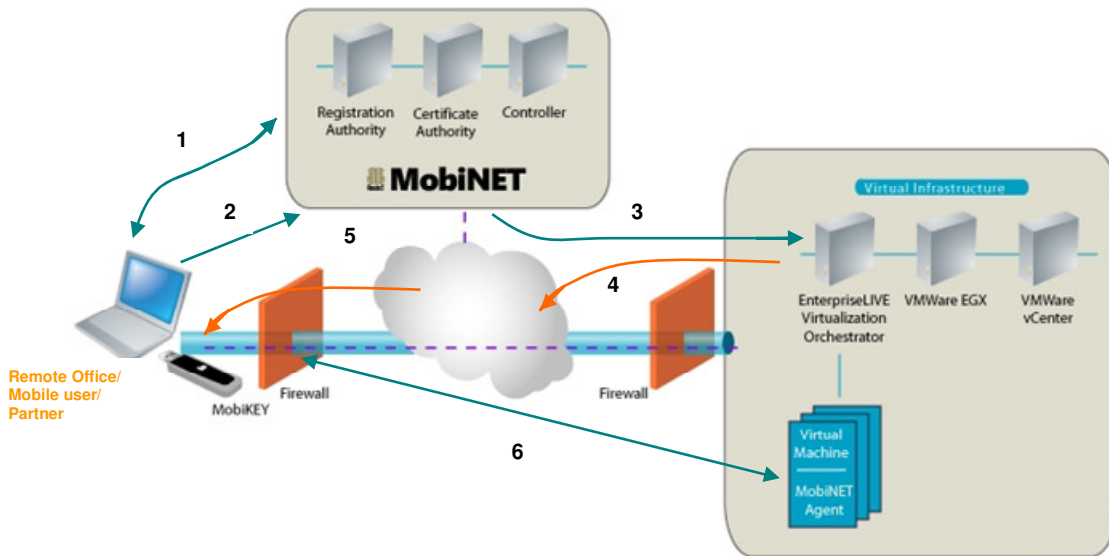 Registration
Authority
Certificate
Authority
Controller
MobiNET
1
2
3
5
4
6
Virtual Infrastructure
EnterpriseLIVE
Virtualization
Orchestrator
VMWare EGX
VMWare
vCenter
Remote Office/
Mobile user/
Partner
MobiKEY
Firewall
Firewall
Virtual
Machine
MobiNET
Agent